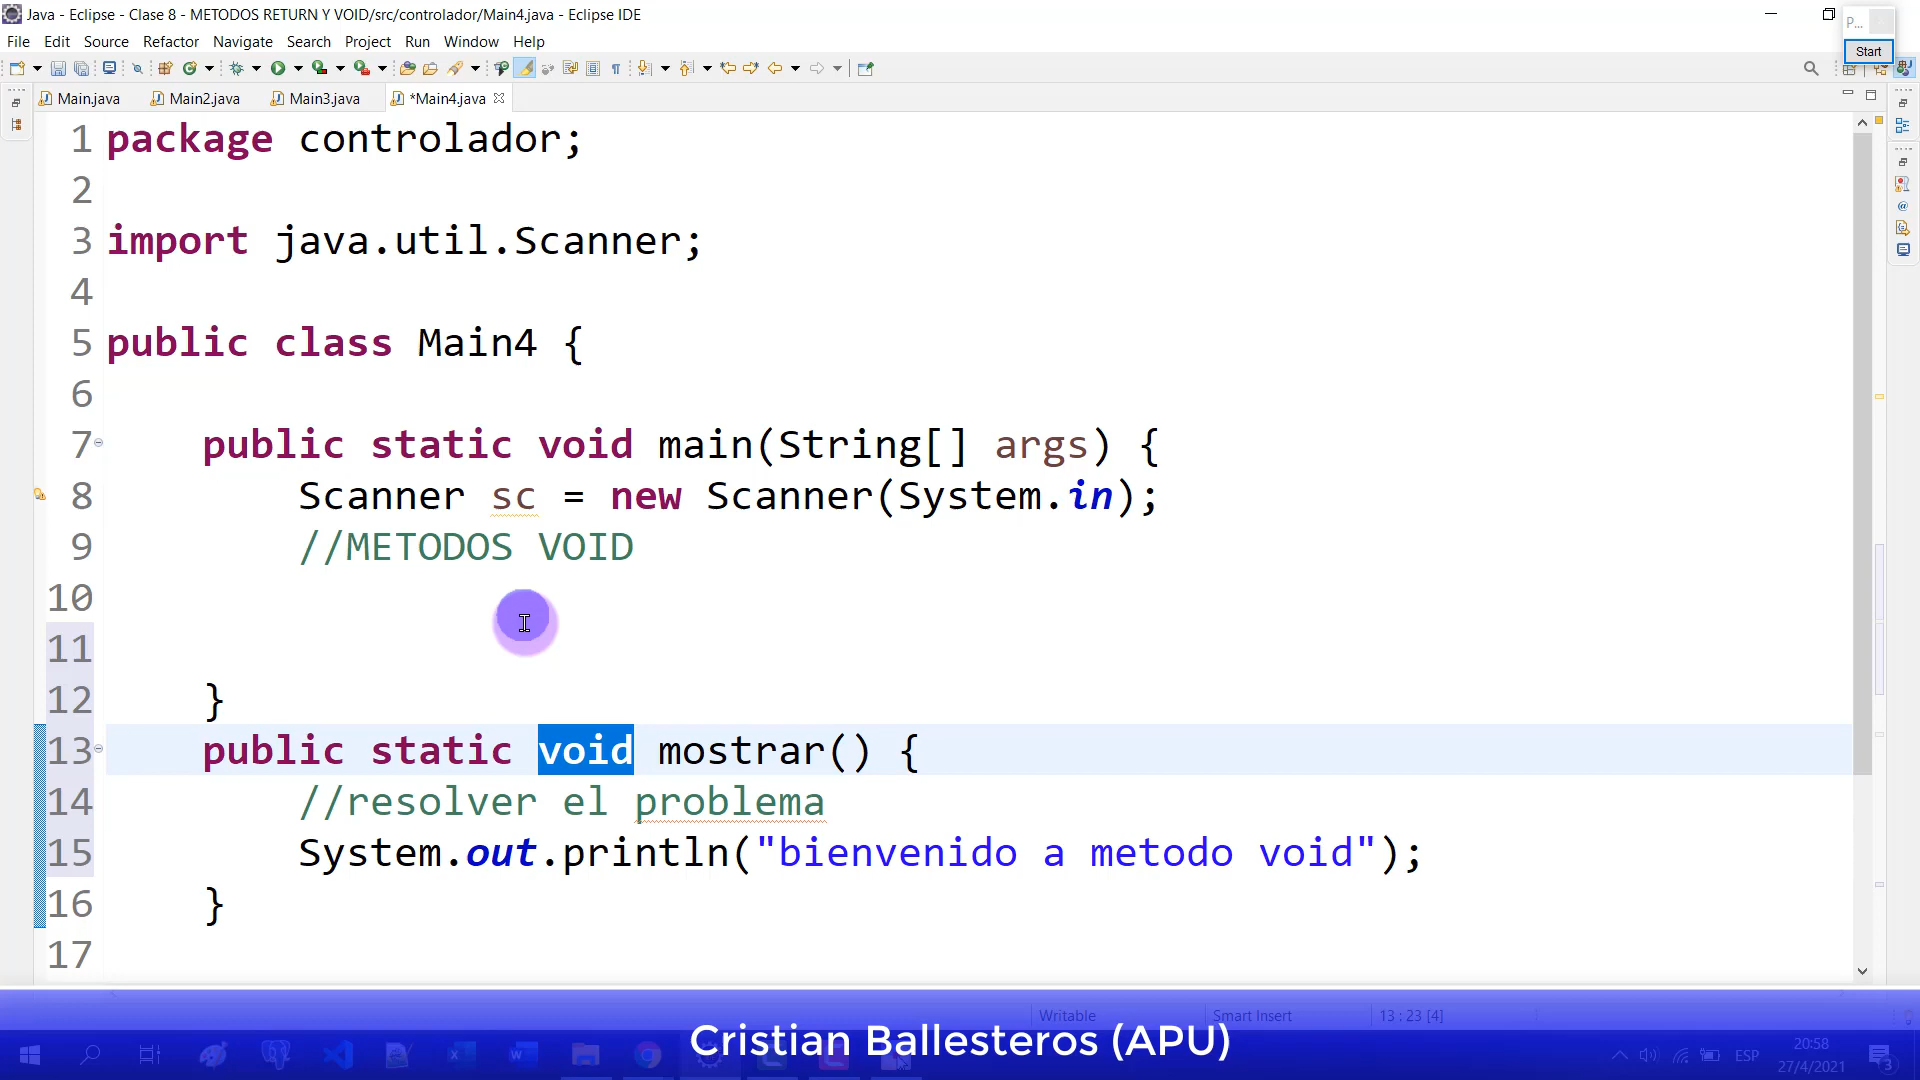 Java - Eclipse - Clase 8 - METODOS RETURN Y VOID/src/controlador/Main4.java - Eclipse IDE
P...
File Edit Source Refactor Navigate Search Project Run Window Help
Start
Main.java Main2.java Main3.java *Main4.java
1 package controlador;
2
3 import java.util.Scanner;
4
5 public class Main4 {
6
7 public static void main(String[] args) {
8 Scanner sc = new Scanner(System.in);
9 //METODOS VOID
10
11
12 }
13 public static void mostrar() {
14 //resolver el problema
15 System.out.println("bienvenido a metodo void");
16 }
17
Writable Smart Insert 13 : 23 [4]
Cristian Ballesteros (APU)
ESP
20:58
27/4/2021
3